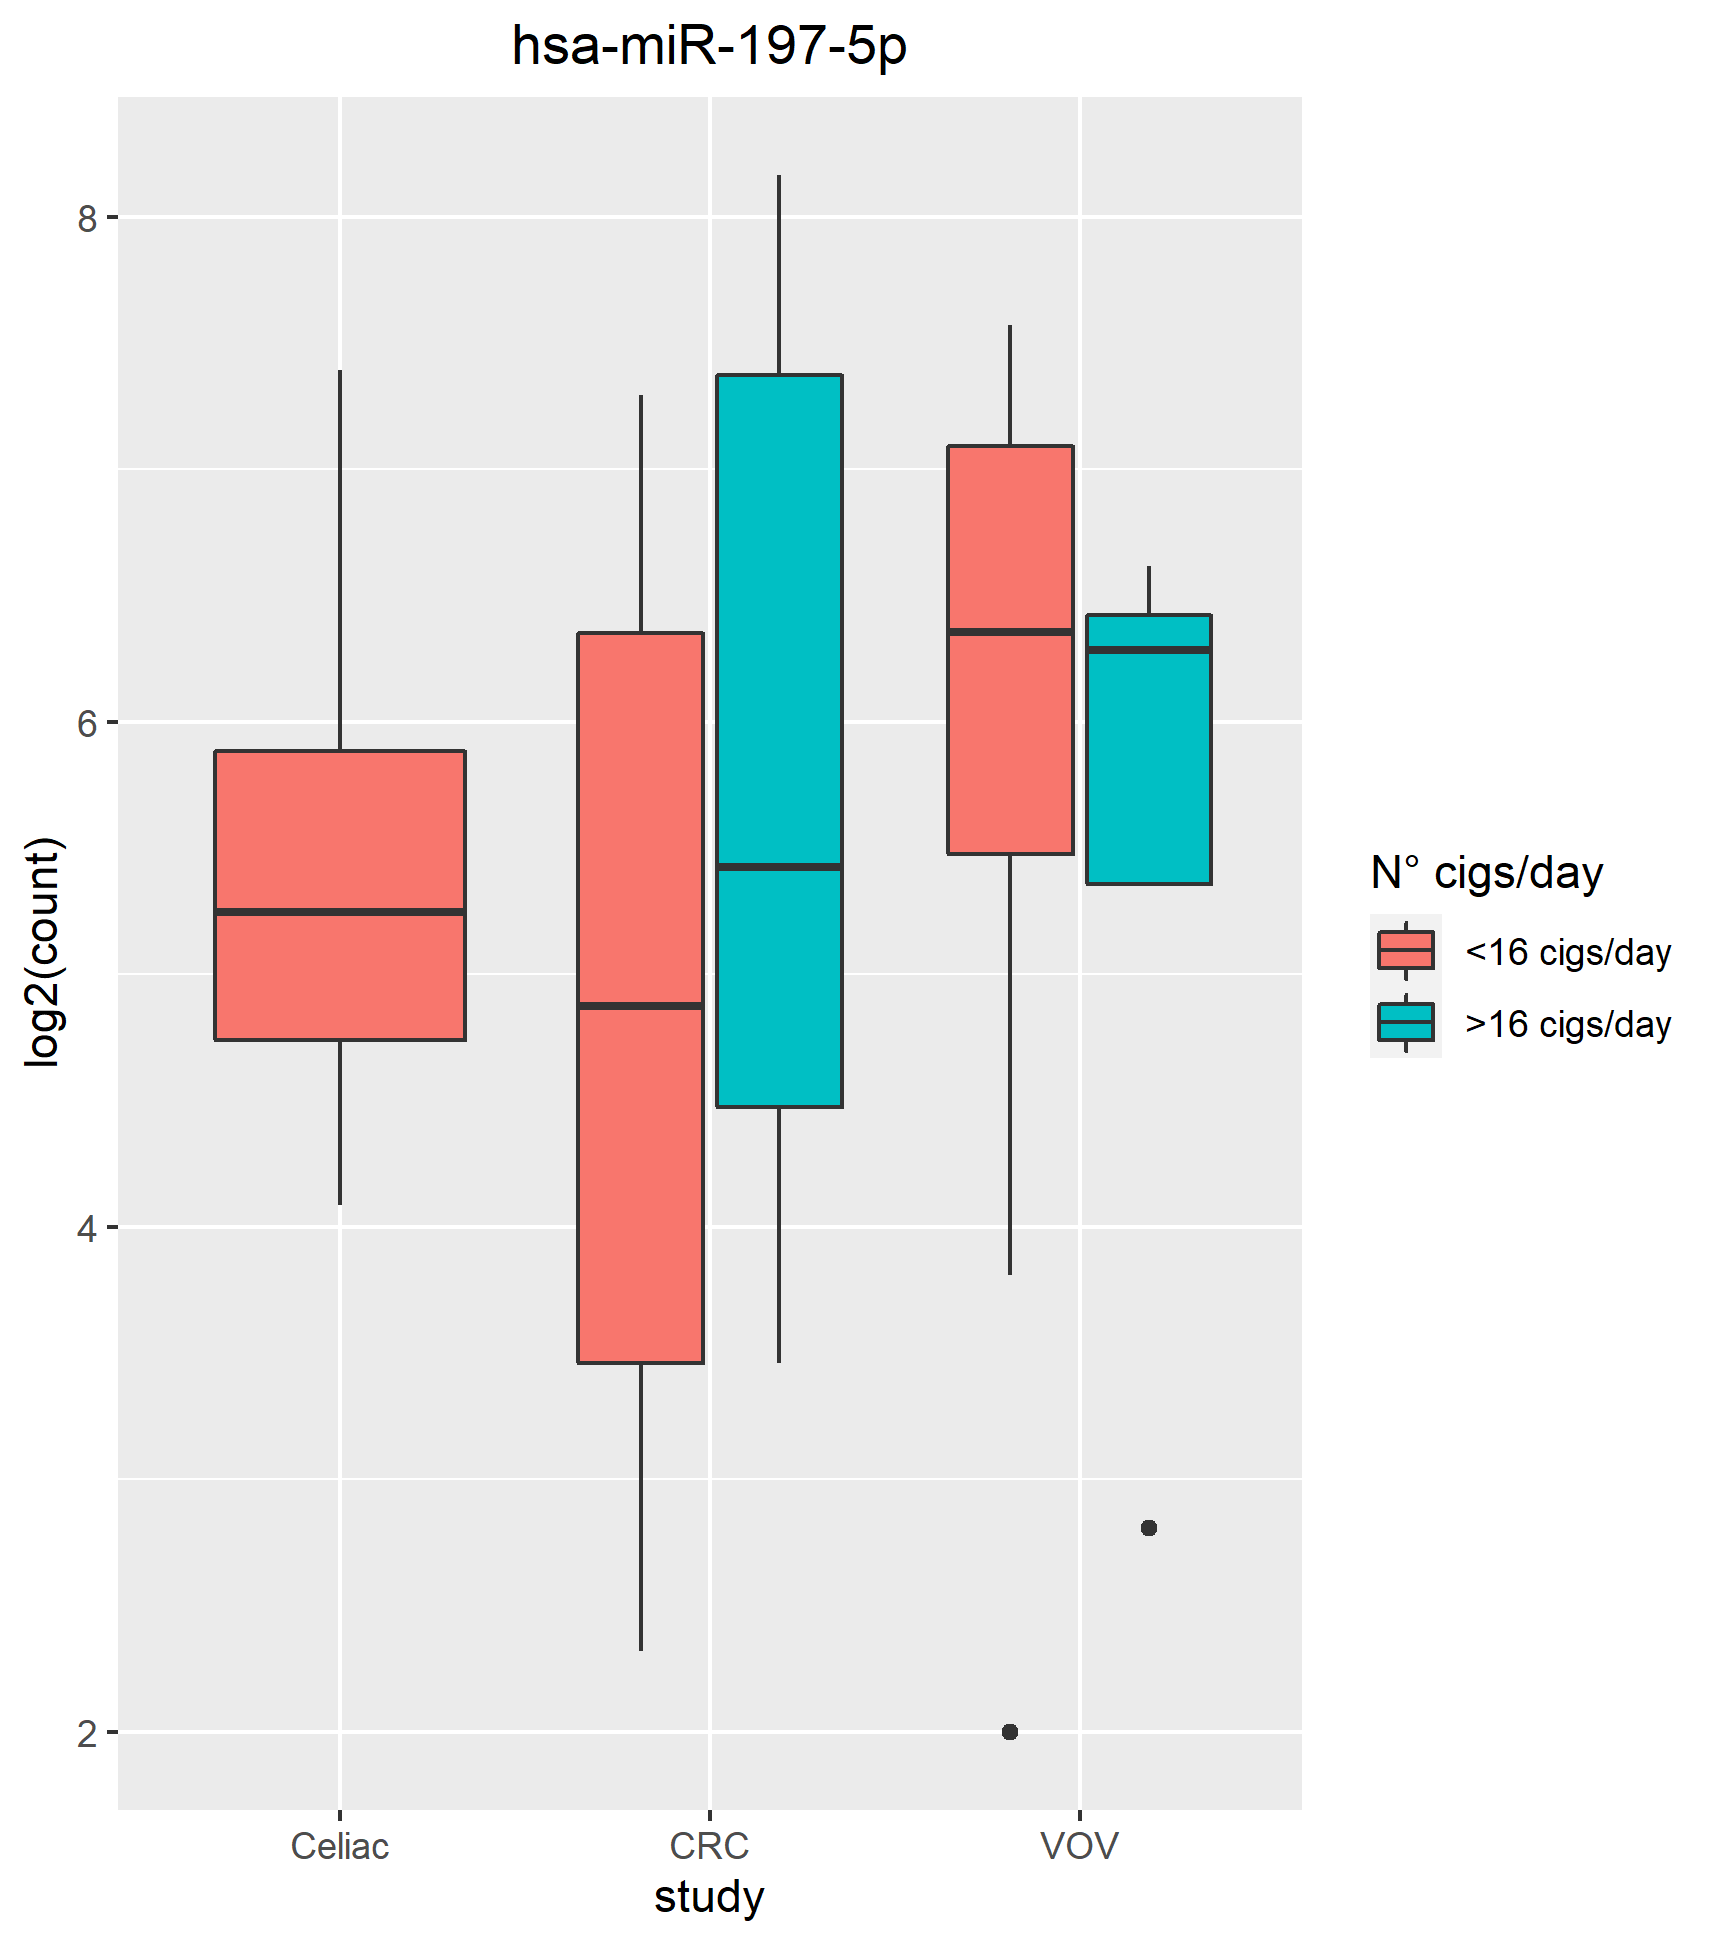 hsa-miR-197-5p
8
6
4
2
log2(count)
Celiac CRC VOV
study
N° cigs/day
<16 cigs/day
>16 cigs/day